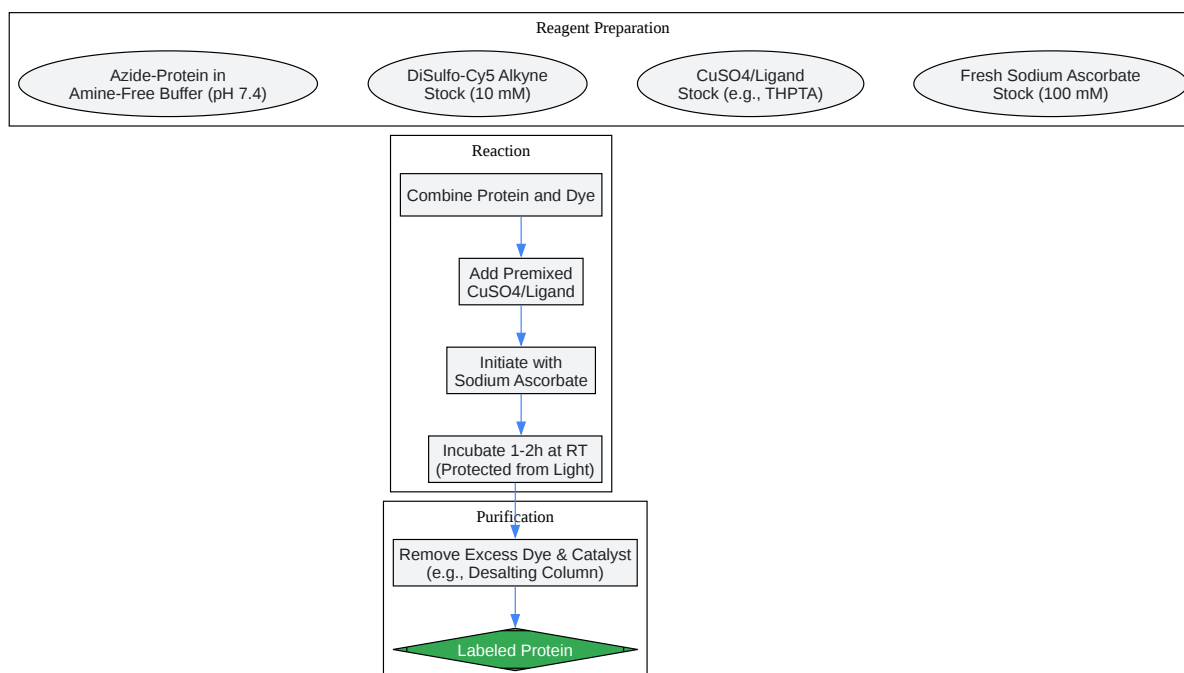 Reagent Preparation
Azide-Protein in
Amine-Free Buffer (pH 7.4)
DiSulfo-Cy5 Alkyne
Stock (10 mM)
CuSO4/Ligand
Stock (e.g., THPTA)
Fresh Sodium Ascorbate
Stock (100 mM)
Reaction
Combine Protein and Dye
Add Premixed
CuSO4/Ligand
Initiate with
Sodium Ascorbate
Incubate 1-2h at RT
(Protected from Light)
Purification
Remove Excess Dye & Catalyst
(e.g., Desalting Column)
Labeled Protein